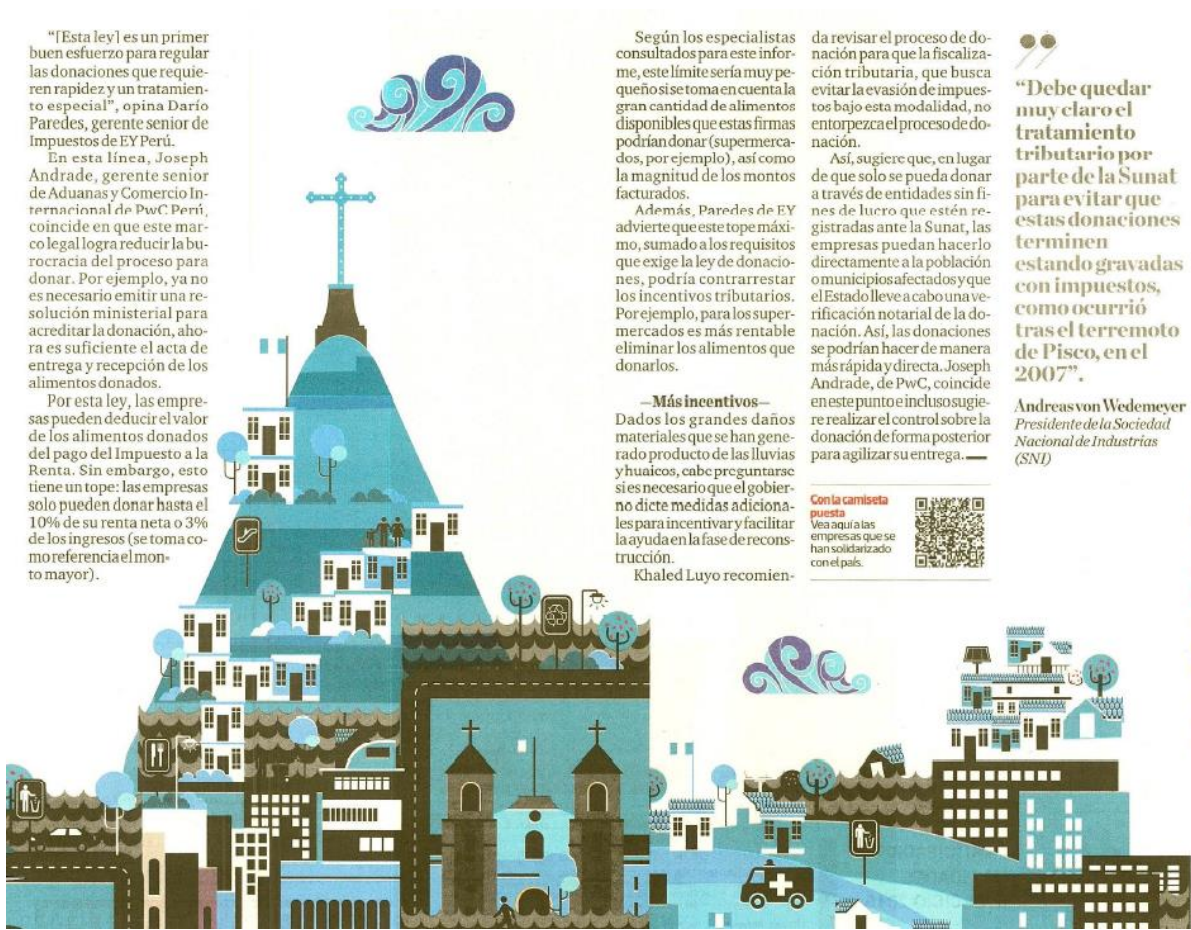 “[Esta ley] es un primer
buen esfuerzo para regular
las donaciones que requie-
ren rapidez y un tratamien-
to especial”, opina Darío
Paredes, gerente senior de
Impuestos de EY Perú.
En esta línea, Joseph
Andrade, gerente senior
de Aduanas y Comercio In-
ternacional de PwC Perú,
coincide en que este mar-
co legal logra reducir la bu-
rocracia del proceso para
donar. Por ejemplo, ya no
es necesario emitir una re-
solución ministerial para
acreditar la donación, aho-
ra es suficiente el acta de
entrega y recepción de los
alimentos donados.
Por esta ley, las empre-
sas pueden deducir el valor
de los alimentos donados
del pago del Impuesto a la
Renta. Sin embargo, esto
tiene un tope: las empresas
solo pueden donar hasta el
10% de su renta neta o 3%
de los ingresos (se toma co-
mo referencia el mon-
to mayor).
Según los especialistas
consultados para este infor-
me, este límite sería muy pe-
queño si se toma en cuenta la
gran cantidad de alimentos
disponibles que estas firmas
podrían donar (supermerca-
dos, por ejemplo), así como
la magnitud de los montos
facturados.
Además, Paredes de EY
advierte que este tope máxi-
mo, sumado a los requisitos
que exige la ley de donacio-
nes, podría contrarrestar
los incentivos tributarios.
Por ejemplo, para los super-
mercados es más rentable
eliminar los alimentos que
donarlos.
—Más incentivos—
Dados los grandes daños
materiales que se han gene-
rado producto de las lluvias
y huaicos, cabe preguntarse
si es necesario que el gobier-
no dicte medidas adiciona-
les para incentivar y facilitar
la ayuda en la fase de recons-
trucción.
Khaled Luyo recomien-
da revisar el proceso de do-
nación para que la fiscaliza-
ción tributaria, que busca
evitar la evasión de impues-
tos bajo esta modalidad, no
entorpezca el proceso de do-
nación.
Así, sugiere que, en lugar
de que solo se pueda donar
a través de entidades sin fi-
nes de lucro que estén re-
gistradas ante la Sunat, las
empresas puedan hacerlo
directamente a la población
o municipios afectados y que
el Estado lleve a cabo una ve-
rificación notarial de la do-
nación. Así, las donaciones
se podrían hacer de manera
más rápida y directa. Joseph
Andrade, de PwC, coincide
en este punto e incluso sugie-
re realizar el control sobre la
donación de forma posterior
para agilizar su entrega.
Con la camiseta
puesta
Vea aquí a las
empresas que se
han solidarizado
con el país.
“Debe quedar
muy claro el
tratamiento
tributario por
parte de la Sunat
para evitar que
estas donaciones
terminen
estando gravadas
con impuestos,
como ocurrió
tras el terremoto
de Pisco, en el
2007”.
Andreas von Wedemeyer
Presidente de la Sociedad
Nacional de Industrias
(SNI)